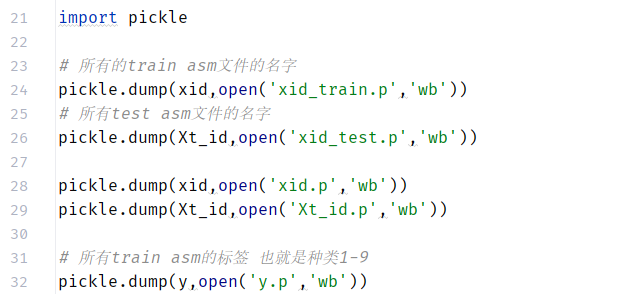 21 import pickle
22
23 # 所有的train asm文件的名字
24 pickle.dump(xid,open('xid_train.p','wb'))
25 # 所有test asm文件的名字
26 pickle.dump(Xt_id,open('xid_test.p','wb'))
27
28 pickle.dump(xid,open('xid.p','wb'))
29 pickle.dump(Xt_id,open('Xt_id.p','wb'))
30
31 # 所有train asm的标签 也就是种类1-9
32 pickle.dump(y,open('y.p','wb'))